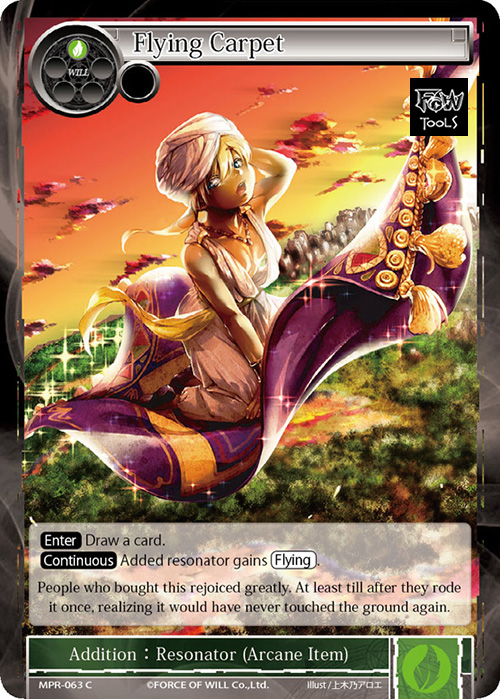 Flying Carpet
WILL
FOW
TOOLS
Enter Draw a card.
Continuous Added resonator gains Flying.
People who bought this rejoiced greatly. At least till after they rode
it once, realizing it would have never touched the ground again.
Addition : Resonator (Arcane Item)
MPR-063 C ©FORCE OF WILL Co.,Ltd. Illust / 上木乃アロエ